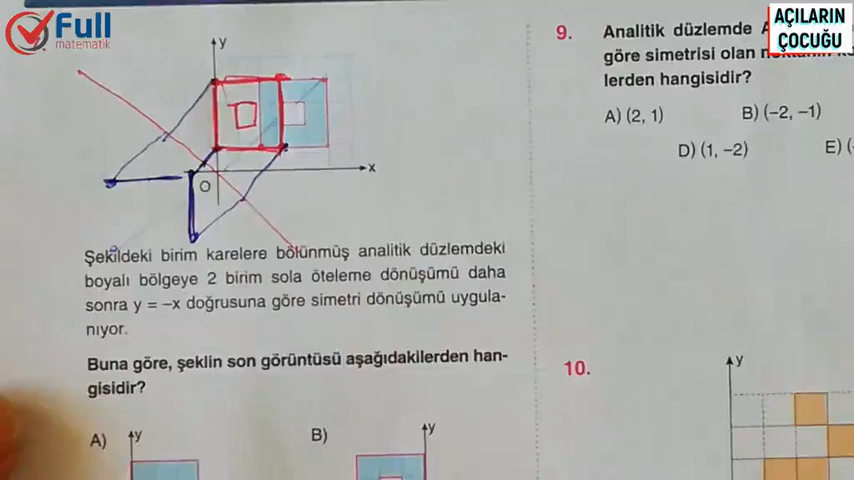 Full
matematik
AÇILARIN
ÇOCUĞU
y
x
O
Şekildeki birim karelere bölünmüş analitik düzlemdeki
boyalı bölgeye 2 birim sola öteleme dönüşümü daha
sonra y = –x doğrusuna göre simetri dönüşümü uygula-
nıyor.
Buna göre, şeklin son görüntüsü aşağıdakilerden han-
gisidir?
A) y
B) y
9. Analitik düzlemde
göre simetrisi olan
lerden hangisidir?
A) (2, 1) B) (–2, –1)
D) (1, –2) E)
10.
y